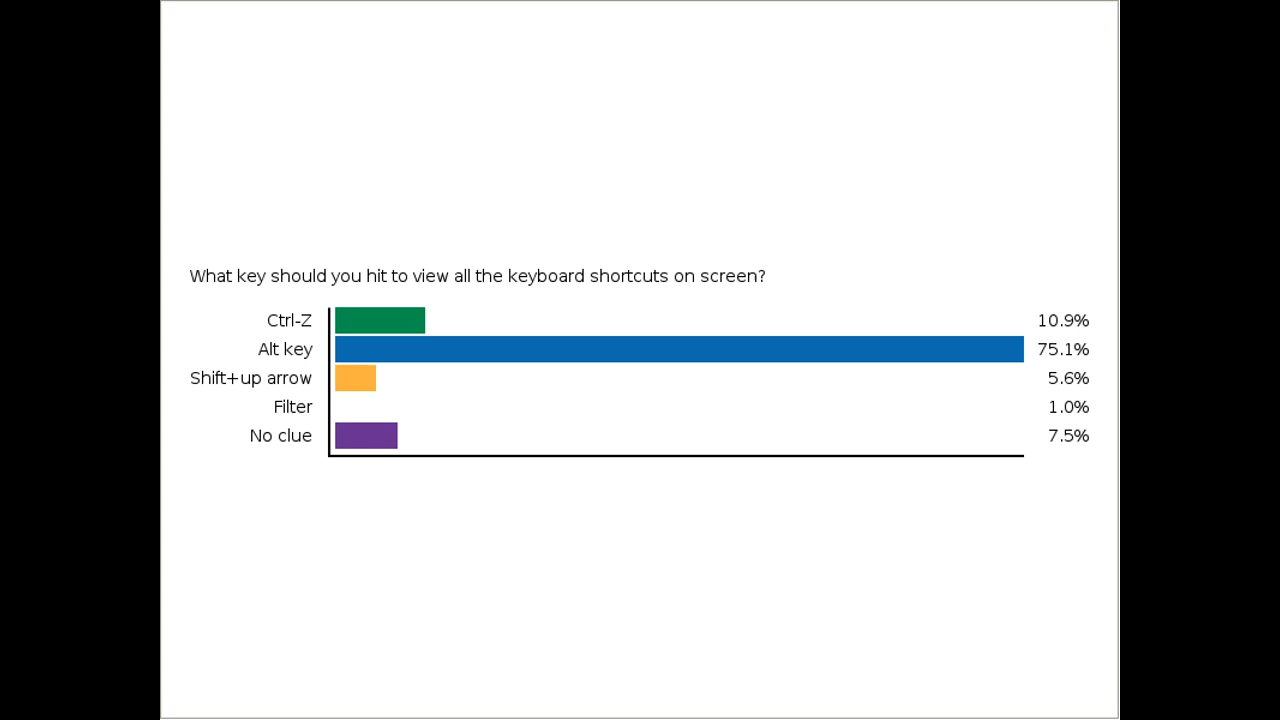 What key should you hit to view all the keyboard shortcuts on screen?
Ctrl-Z 10.9%
Alt key 75.1%
Shift+up arrow 5.6%
Filter 1.0%
No clue 7.5%